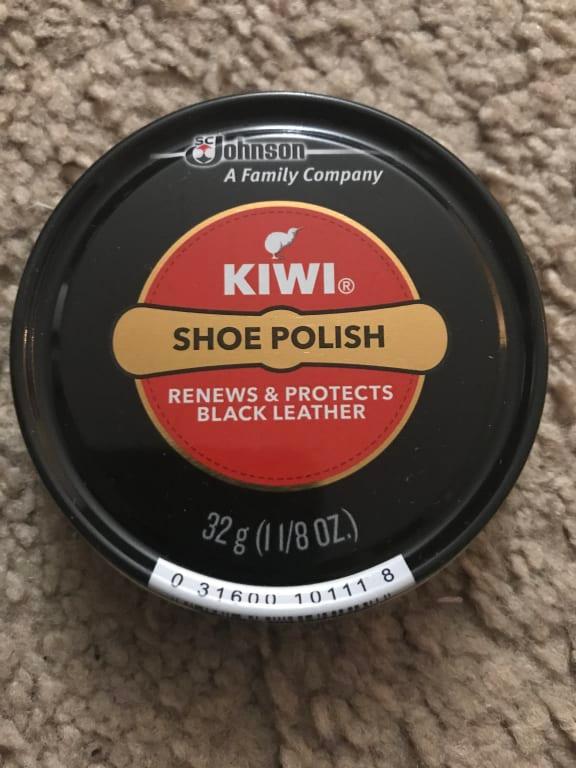 SC Johnson
A Family Company
KIWI®
SHOE POLISH
RENEWS & PROTECTS
BLACK LEATHER
32 g (1 1/8 OZ.)
0 31600 10111 8